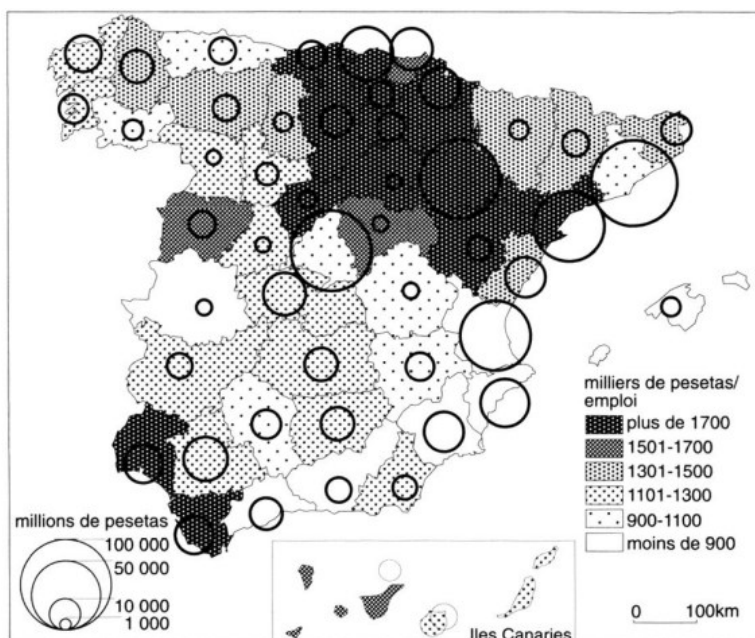 milliers de pesetas/
emploi
plus de 1700
1501-1700
1301-1500
1101-1300
900-1100
moins de 900
millions de pesetas
100 000
50 000
10 000
1 000
Iles Canaries
0 100km